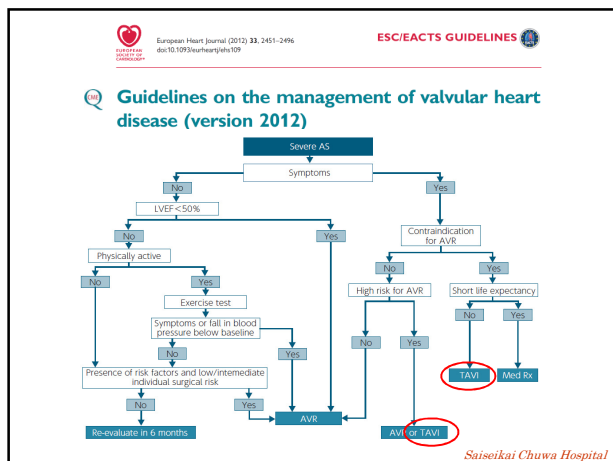 EUROPEAN
SOCIETY OF
CARDIOLOGY®
European Heart Journal (2012) 33, 2451–2496
doi:10.1093/eurheartj/ehs109
ESC/EACTS GUIDELINES
CME
Guidelines on the management of valvular heart
disease (version 2012)
Severe AS
Symptoms
No
Yes
LVEF<50%
Contraindication
for AVR
No
Yes
Physically active
No
Yes
No
Yes
High risk for AVR
Short life expectancy
Exercise test
No
Yes
Symptoms or fall in blood
pressure below baseline
No
Yes
No
Yes
Presence of risk factors and low/intemediate
individual surgical risk
TAVI
Med Rx
No
Yes
Re-evaluate in 6 months
AVR
AVR or TAVI
Saiseikai Chuwa Hospital